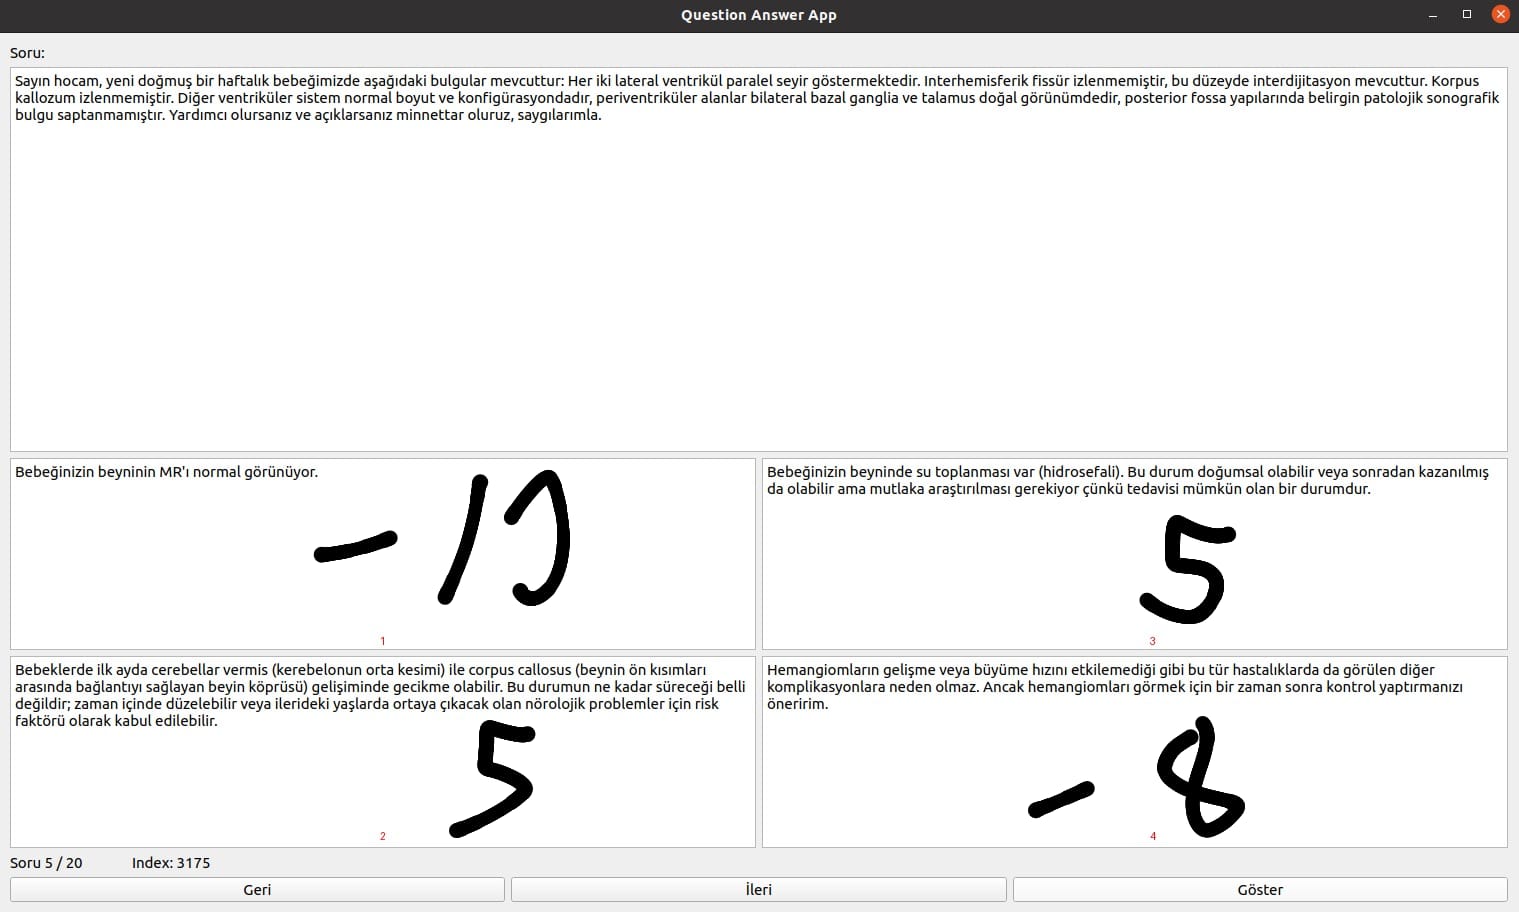 Question Answer App
Soru:
Sayın hocam, yeni doğmuş bir haftalık bebeğimizde aşağıdaki bulgular mevcuttur: Her iki lateral ventrikül paralel seyir göstermektedir. Interhemisferik fissür izlenmemiştir, bu düzeyde interdijitasyon mevcuttur. Korpus
kallozum izlenmemiştir. Diğer ventriküler sistem normal boyut ve konfigürasyondadır, periventriküler alanlar bilateral bazal ganglia ve talamus doğal görünümdedir, posterior fossa yapılarında belirgin patolojik sonografik
bulgu saptanmamıştır. Yardımcı olursanız ve açıklarsanız minnettar oluruz, saygılarımla.
Bebeğinizin beyninin MR'ı normal görünüyor.
1
Bebeğinizin beyninde su toplanması var (hidrosefali). Bu durum doğumsal olabilir veya sonradan kazanılmış
da olabilir ama mutlaka araştırılması gerekiyor çünkü tedavisi mümkün olan bir durumdur.
5
3
Bebeklerde ilk ayda cerebellar vermis (kerebelonun orta kesimi) ile corpus callosus (beynin ön kısımları
arasında bağlantıyı sağlayan beyin köprüsü) gelişiminde gecikme olabilir. Bu durumun ne kadar süreceği belli
değildir; zaman içinde düzelebilir veya ilerideki yaşlarda ortaya çıkacak olan nörolojik problemler için risk
faktörü olarak kabul edilebilir.
5
2
Hemangiomların gelişme veya büyüme hızını etkilemediği gibi bu tür hastalıklarda da görülen diğer
komplikasyonlara neden olmaz. Ancak hemangiomları görmek için bir zaman sonra kontrol yaptırmanızı
öneririm.
- 8
4
Soru 5 / 20 Index: 3175
Geri İleri Göster